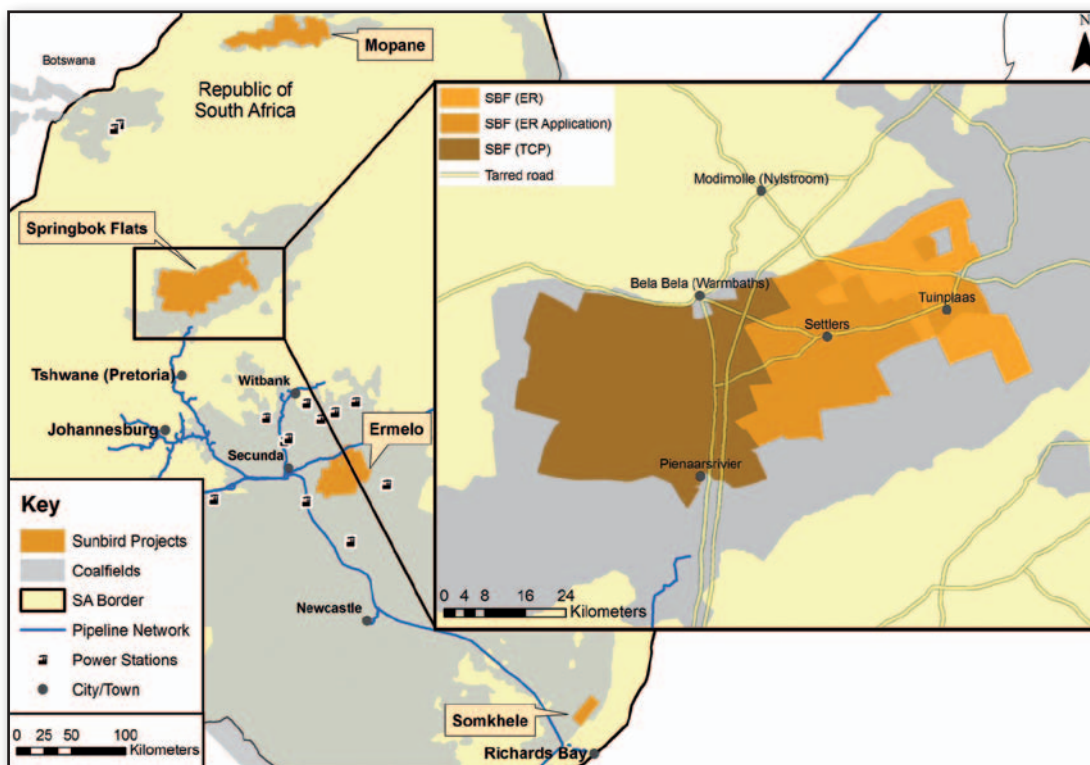 Mopane
N
Botswana
Republic of
South Africa
SBF (ER)
SBF (ER Application)
SBF (TCP)
Tarred road
Modimolle (Nylstroom)
Springbok Flats
Bela Bela (Warmbaths)
Tuinplaas
Settlers
Tshwane (Pretoria)
Witbank
Johannesburg
Ermelo
Secunda
Pienaarsrivier
Key
Sunbird Projects
Coalfields
SA Border
Pipeline Network
Power Stations
City/Town
0 4 8 16 24
Kilometers
Newcastle
Somkhele
Richards Bay
0 25 50 100
Kilometers